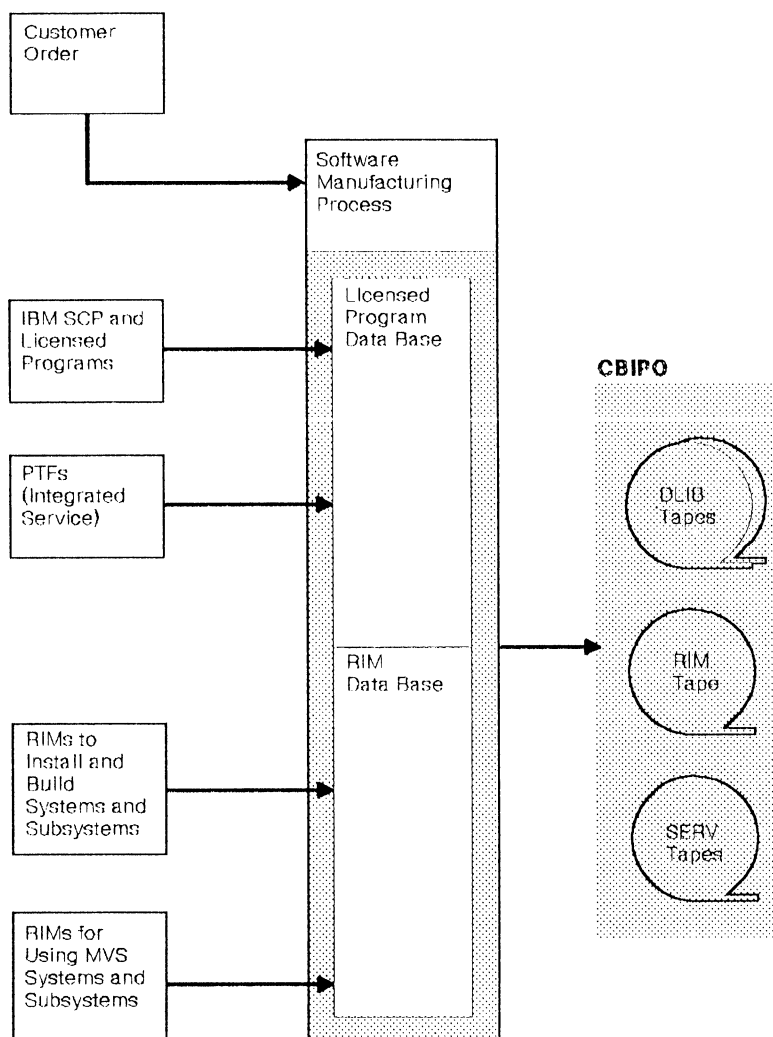 Customer
Order
Software
Manufacturing
Process
IBM SCP and
Licensed
Programs
Licensed
Program
Data Base
PTFs
(Integrated
Service)
RIM
Data Base
RIMs to
Install and
Build
Systems and
Subsystems
RIMs for
Using MVS
Systems and
Subsystems
CBIPO
DLIB
Tapes
RIM
Tape
SERV
Tapes